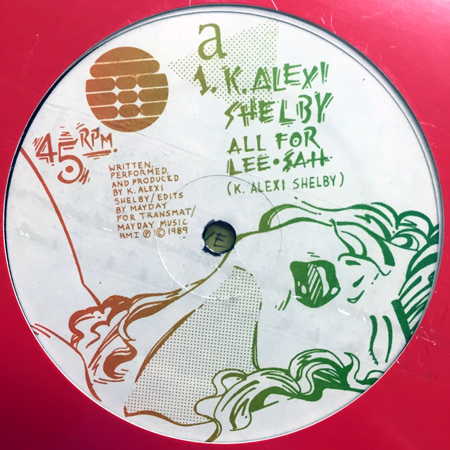 a
1. K. ALEXI
SHELBY
ALL FOR
LEE•SAH
(K. ALEXI SHELBY)
45 RPM.
WRITTEN,
PERFORMED,
AND PRODUCED
BY K. ALEXI
SHELBY/EDITS
BY MAYDAY
FOR TRANSMAT/
MAYDAY MUSIC
BMI ℗ © 1989